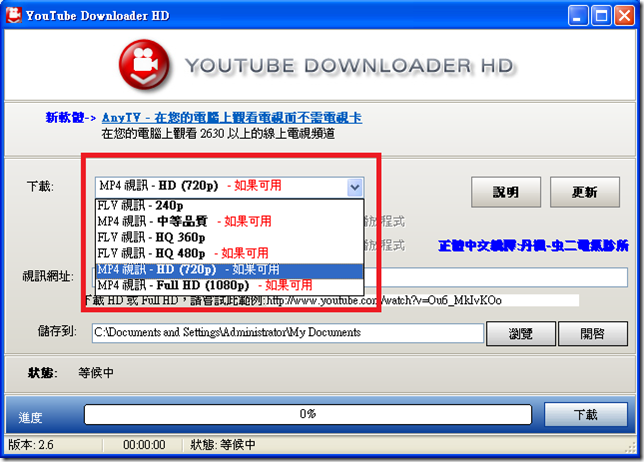 YouTube Downloader HD
YOUTUBE DOWNLOADER HD
新軟體-> AnyTV - 在您的電腦上觀看電視而不需電視卡
在您的電腦上觀看 2630 以上的線上電視頻道
下載: MP4 視訊 - HD (720p) - 如果可用 說明 更新
FLV 視訊 - 240p
MP4 視訊 - 中等品質 - 如果可用 播放程式
FLV 視訊 - HQ 360p
FLV 視訊 - HQ 480p - 如果可用 播放程式 正體中文翻譯:丹楓-虫二電氣診所
MP4 視訊 - HD (720p) - 如果可用
視訊網址: MP4 視訊 - Full HD (1080p) - 如果可用
下載 HD 或 Full HD，請嘗試此範例: http://www.youtube.com/watch?v=Ou6_MkIvKOo
儲存到: C:\Documents and Settings\Administrator\My Documents 瀏覽 開啓
狀態: 等候中
進度 0% 下載
版本: 2.6 00:00:00 狀態: 等候中